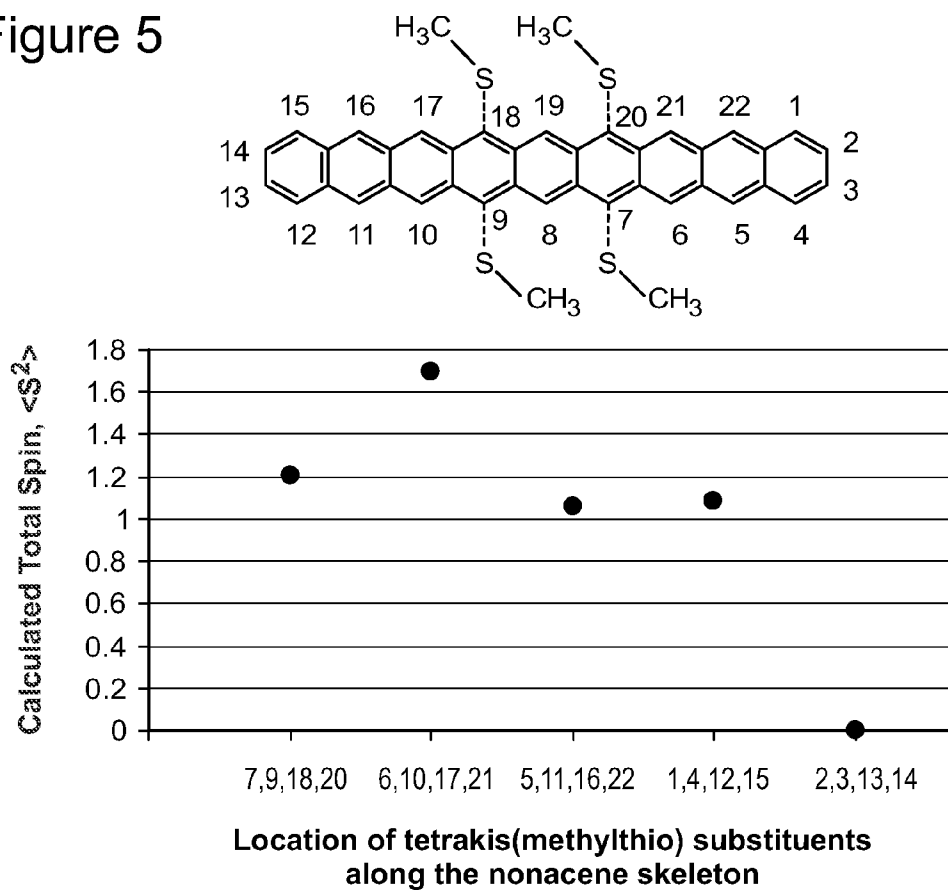 Figure 5
H3C H3C
S S
15 16 17 18 19 20 21 22 1
14 2
13 3
12 11 10 9 8 7 6 5 4
S S
CH3 CH3
Calculated Total Spin, <S²>
1.8
1.6
1.4
1.2
1
0.8
0.6
0.4
0.2
0
7,9,18,20 6,10,17,21 5,11,16,22 1,4,12,15 2,3,13,14
Location of tetrakis(methylthio) substituents
along the nonacene skeleton